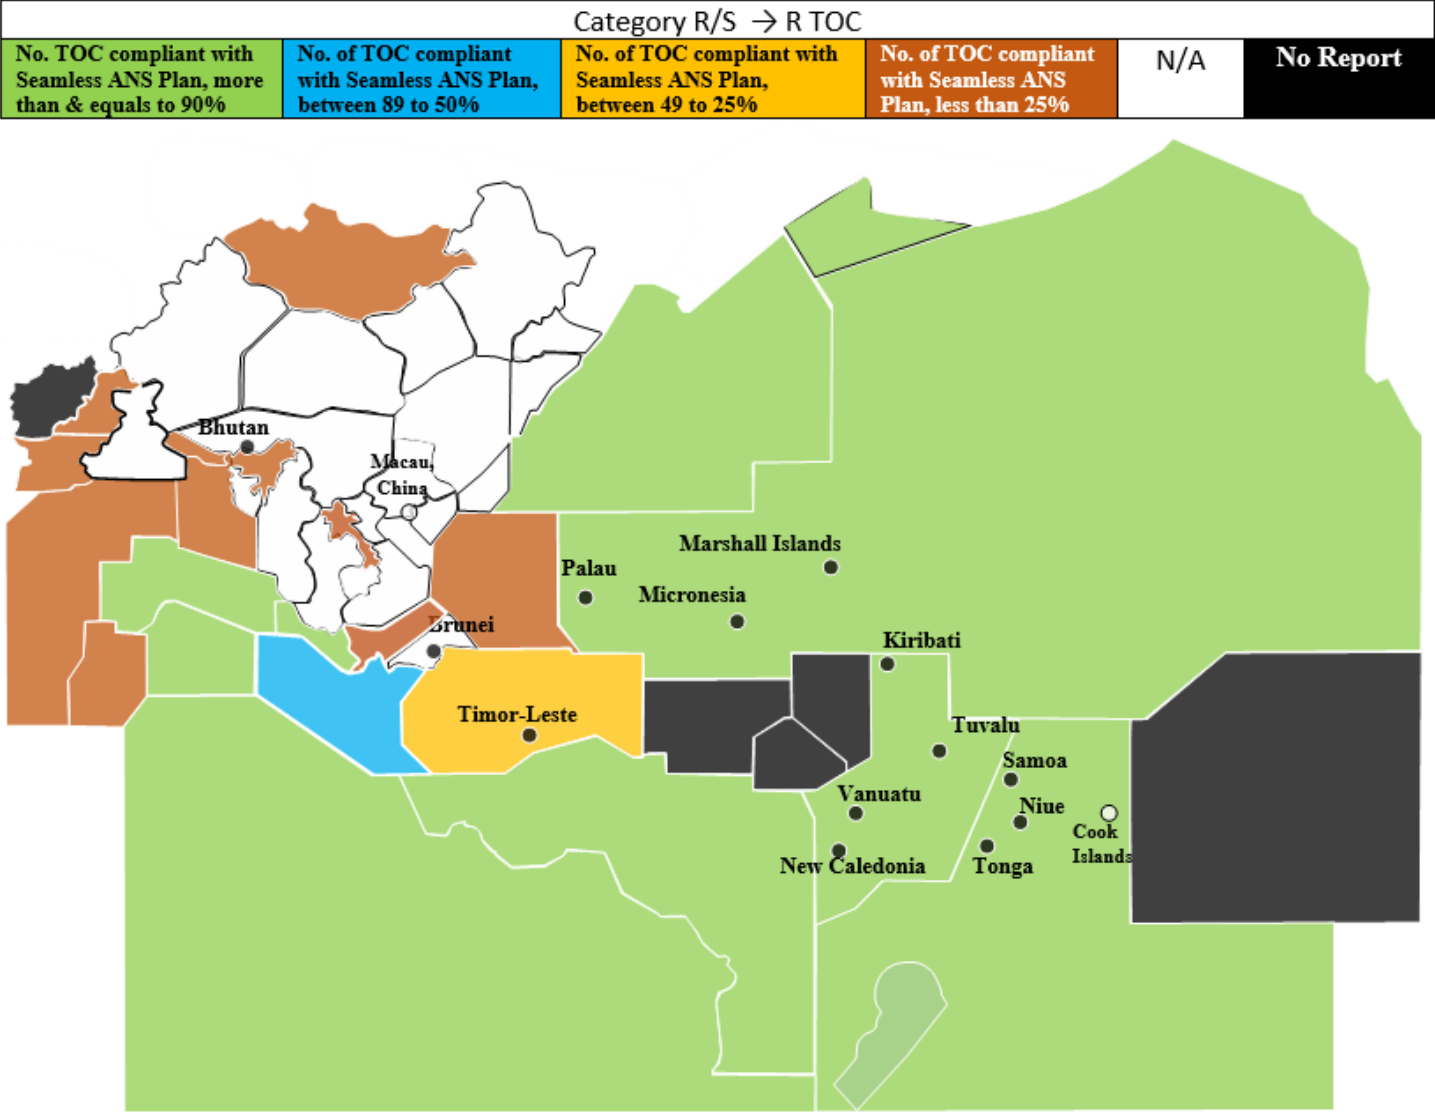 Category R/S → R TOC
No. TOC compliant with
Seamless ANS Plan, more
than & equals to 90%
No. of TOC compliant
with Seamless ANS Plan,
between 89 to 50%
No. of TOC compliant with
Seamless ANS Plan,
between 49 to 25%
No. of TOC compliant
with Seamless ANS
Plan, less than 25%
N/A
No Report
Bhutan
Macau,
China
Marshall Islands
Palau
Micronesia
Brunei
Kiribati
Timor-Leste
Tuvalu
Samoa
Vanuatu
Niue
Cook
Islands
New Caledonia
Tonga